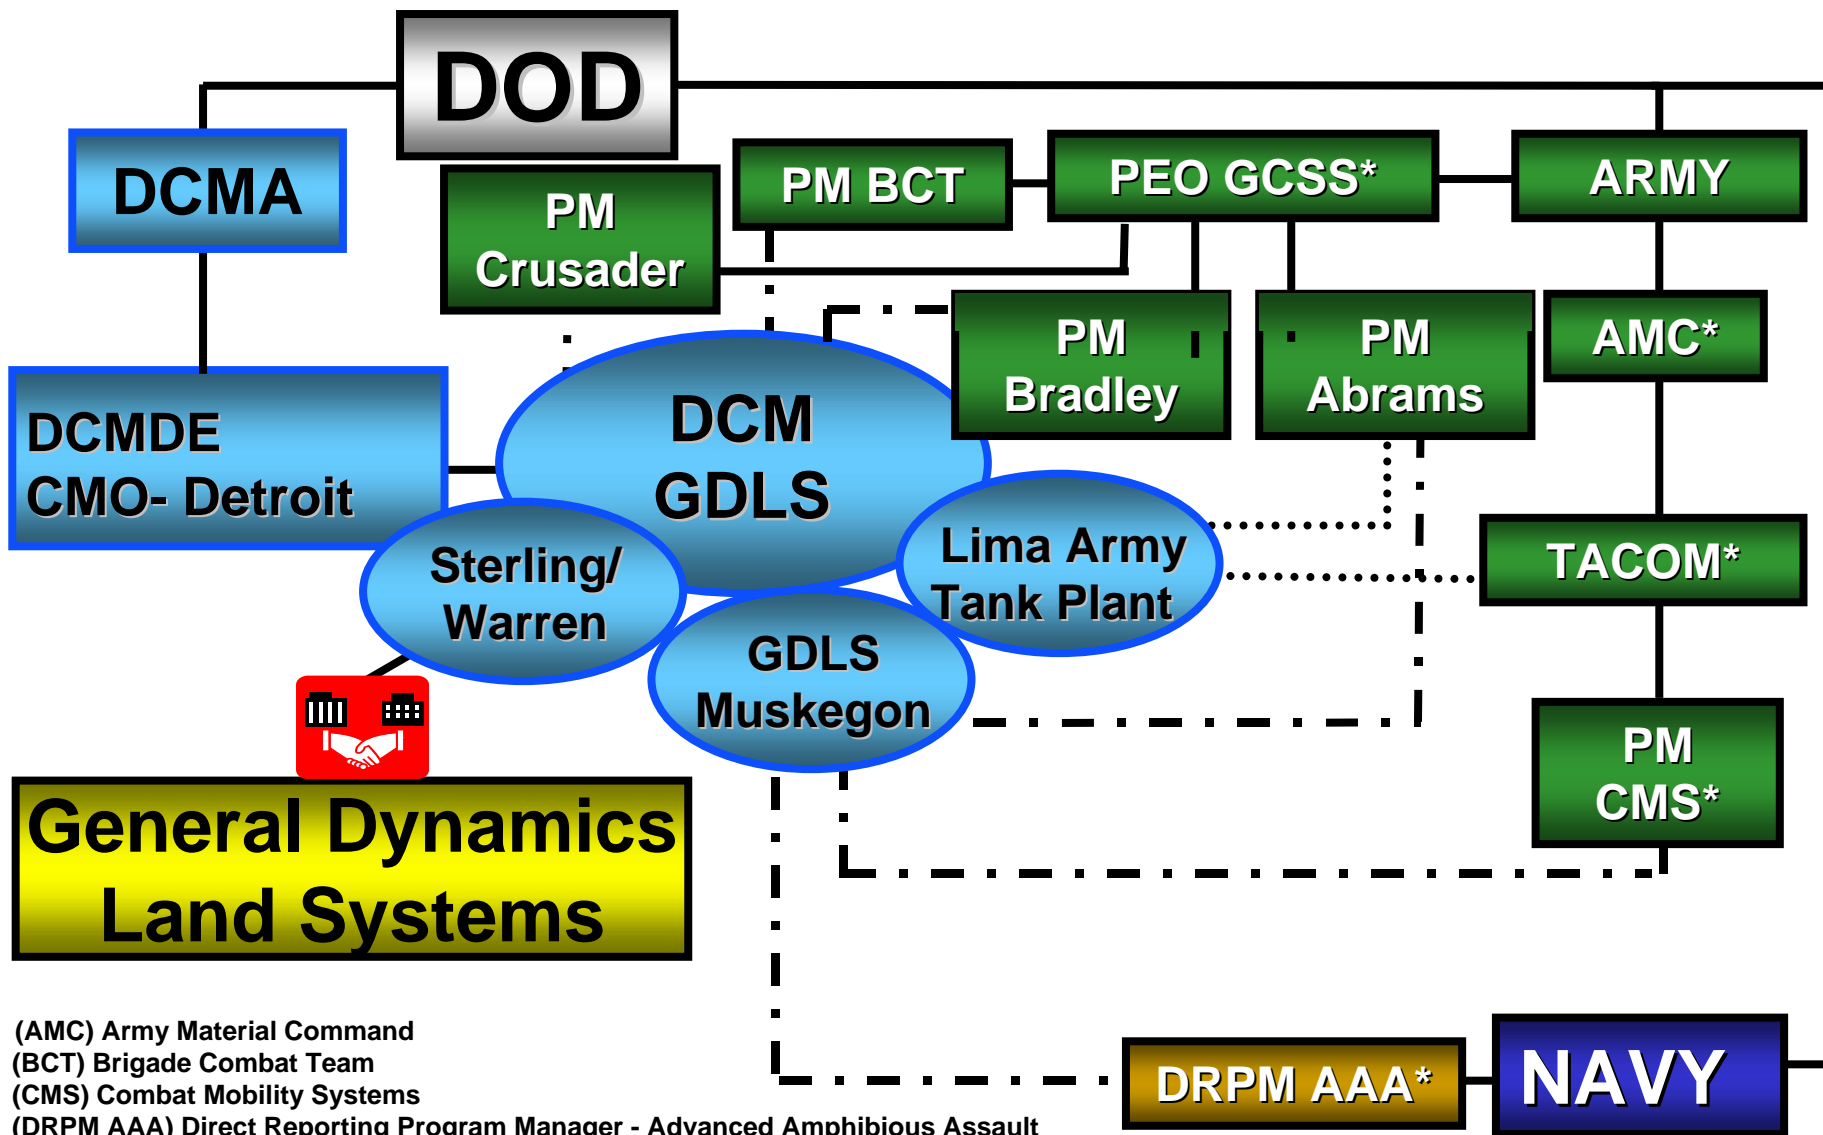 DOD
DCMA
PM
Crusader
PM BCT
PEO GCSS*
ARMY
PM
Bradley
PM
Abrams
AMC*
DCMDE
CMO- Detroit
DCM
GDLS
Sterling/
Warren
Lima Army
Tank Plant
GDLS
Muskegon
TACOM*
PM
CMS*
General Dynamics
Land Systems
DRPM AAA*
NAVY
(AMC) Army Material Command
(BCT) Brigade Combat Team
(CMS) Combat Mobility Systems
(DRPM AAA) Direct Reporting Program Manager - Advanced Amphibious Assault